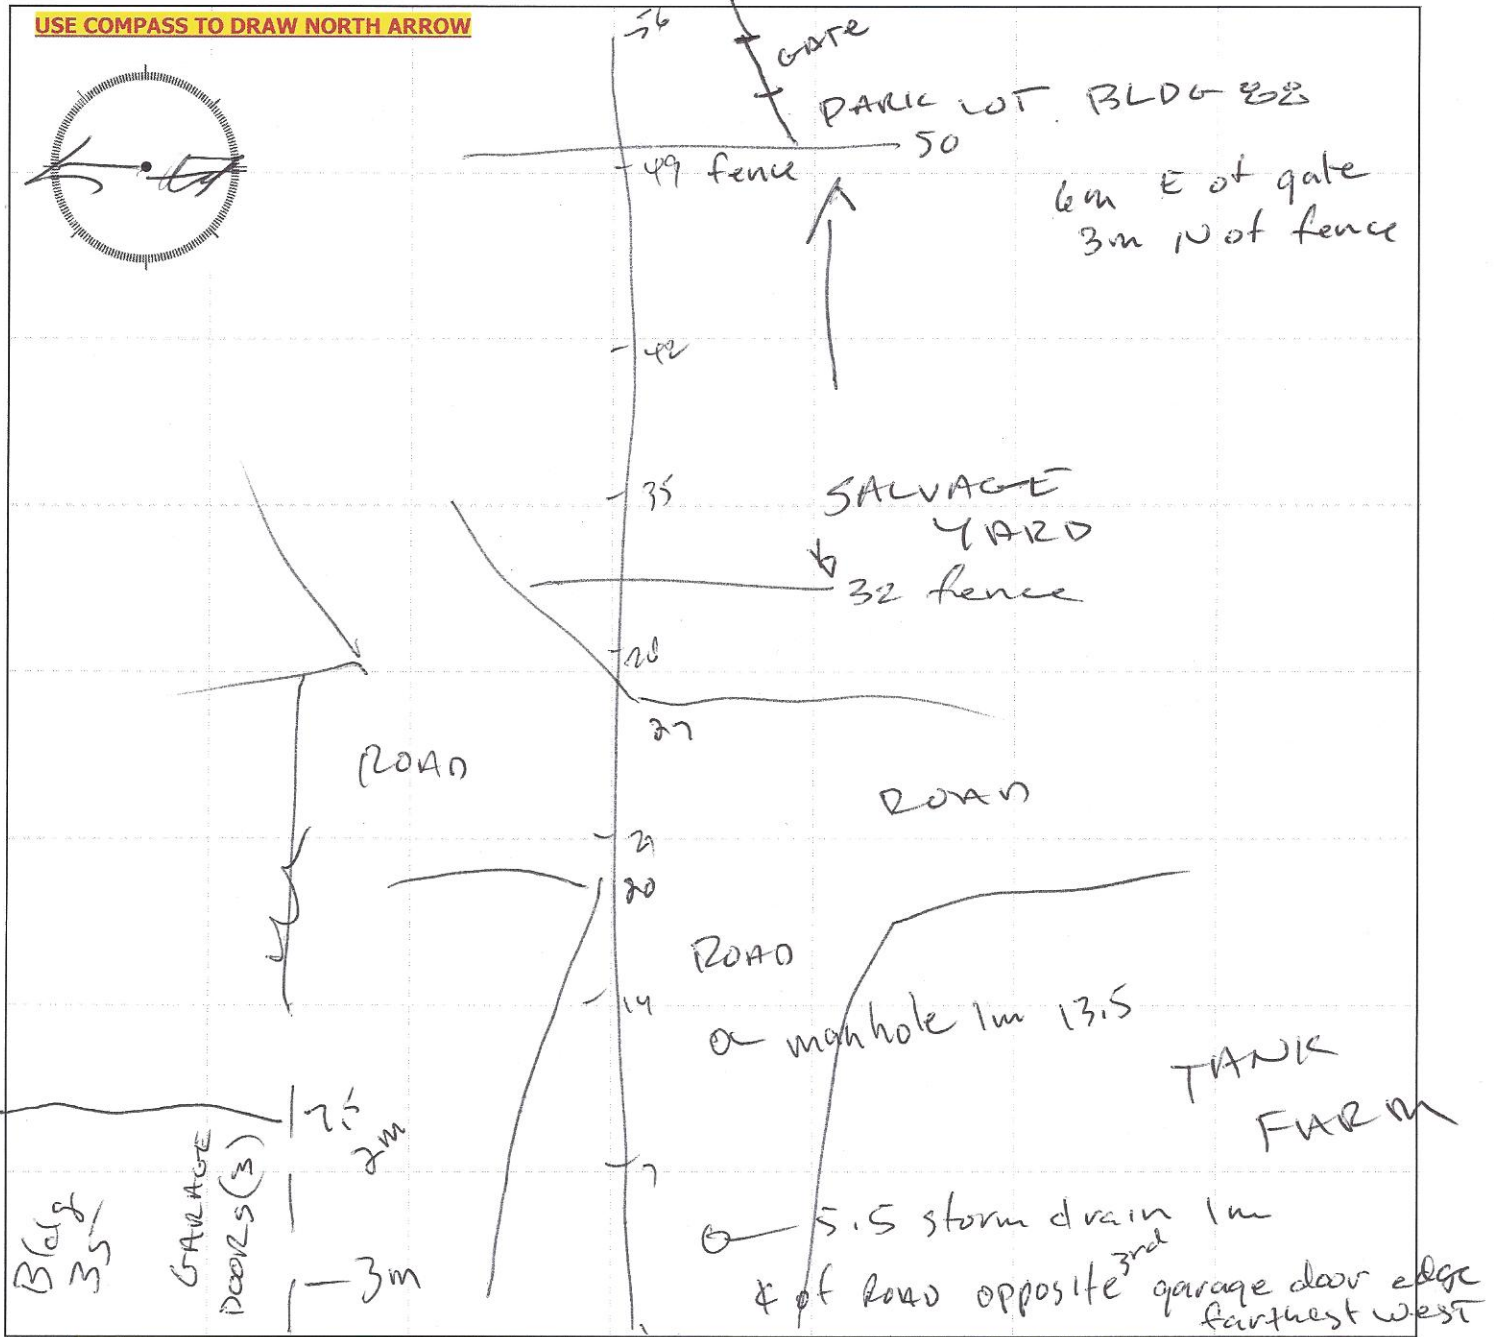 USE COMPASS TO DRAW NORTH ARROW
56
GATE
PARK LOT. BLDG 88
50
49 fence
6m E of gate
3m N of fence
42
35
SALVAGE
YARD
32 fence
28
27
ROAD
ROAD
21
20
ROAD
14
manhole 1m 13.5
TANK
FARM
7.5
2m
7
GARAGE
DOORS(3)
Bldg
35
3m
5.5 storm drain 1m
of ROAD opposite 3rd garage door edge
farthest west